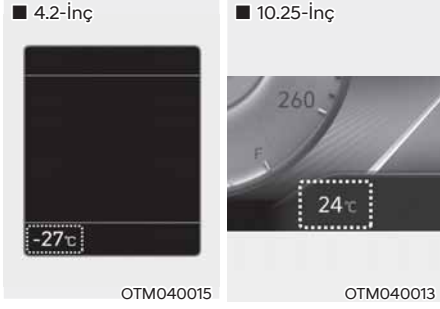 ■ 4.2-İnç
-27℃
OTM040015
■ 10.25-İnç
260
F
24℃
OTM040013